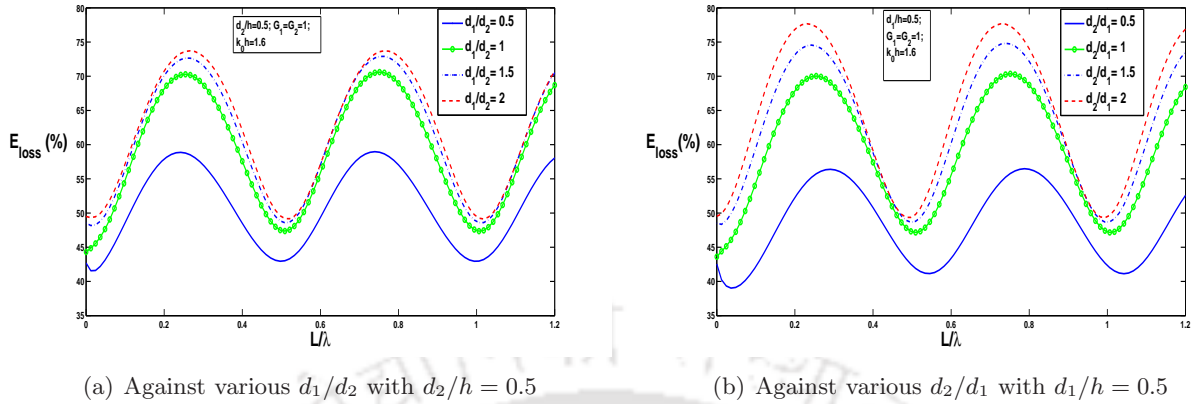 d₂/h=0.5; G₁=G₂=1;
k₀h=1.6
d₁/d₂= 0.5
d₁/d₂= 1
d₁/d₂= 1.5
d₁/d₂= 2
E_loss (%)
80
75
70
65
60
55
50
45
40
35
0 0.2 0.4 0.6 0.8 1 1.2
L/λ
(a) Against various d₁/d₂ with d₂/h = 0.5
d₁/h=0.5;
G₁=G₂=1;
k₀h=1.6
d₂/d₁= 0.5
d₂/d₁= 1
d₂/d₁= 1.5
d₂/d₁= 2
E_loss (%)
80
75
70
65
60
55
50
45
40
35
0 0.2 0.4 0.6 0.8 1 1.2
L/λ
(b) Against various d₂/d₁ with d₁/h = 0.5